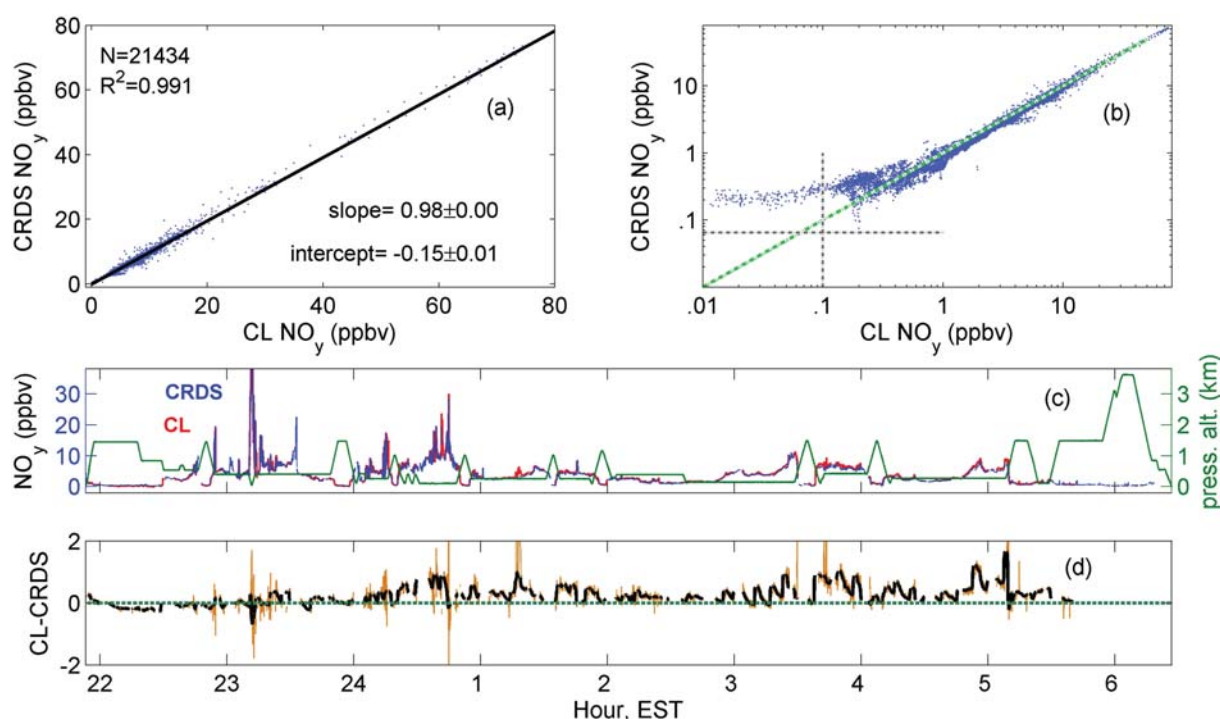 80
60
40
20
0
CRDS NOy (ppbv)
N=21434
R²=0.991
(a)
slope= 0.98±0.00
intercept= -0.15±0.01
0 20 40 60 80
CL NOy (ppbv)
10
1
.1
CRDS NOy (ppbv)
(b)
.01 .1 1 10
CL NOy (ppbv)
30
20
10
0
NOy (ppbv)
CRDS
CL
(c)
3
2
1
0
press. alt. (km)
2
0
-2
CL-CRDS
(d)
22 23 24 1 2 3 4 5 6
Hour, EST